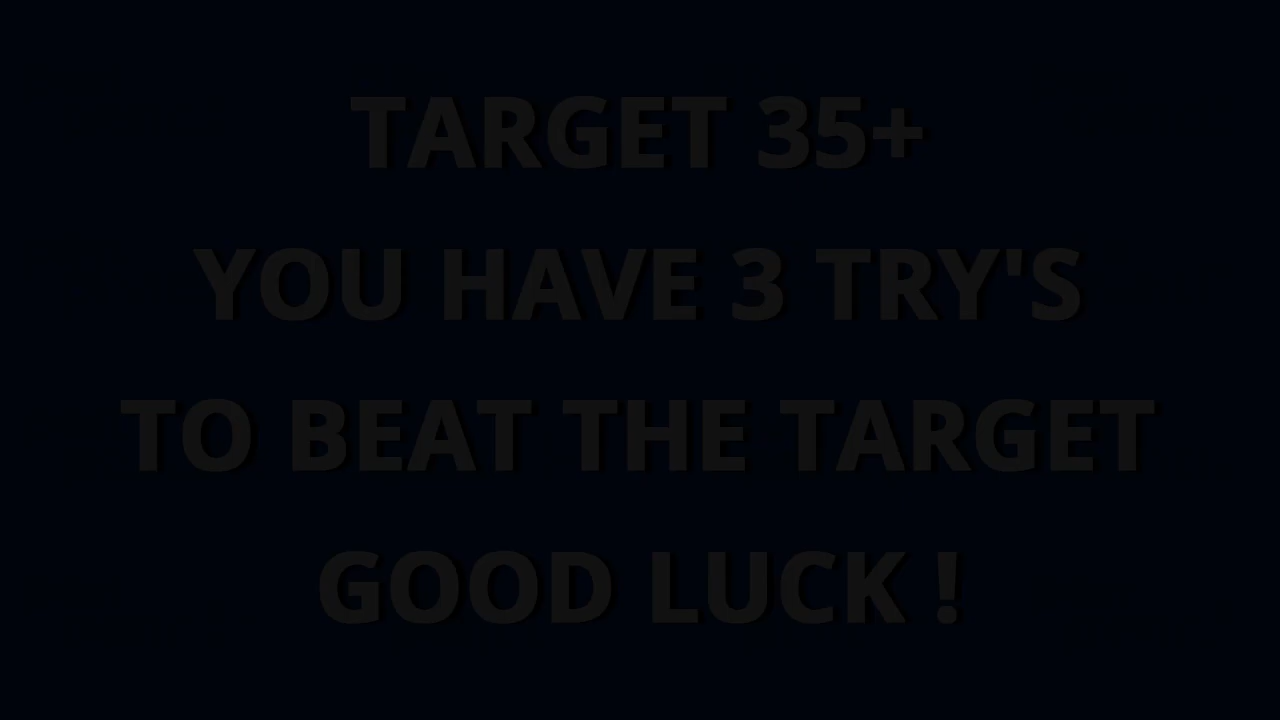 TARGET 35+
YOU HAVE 3 TRY'S
TO BEAT THE TARGET
GOOD LUCK !